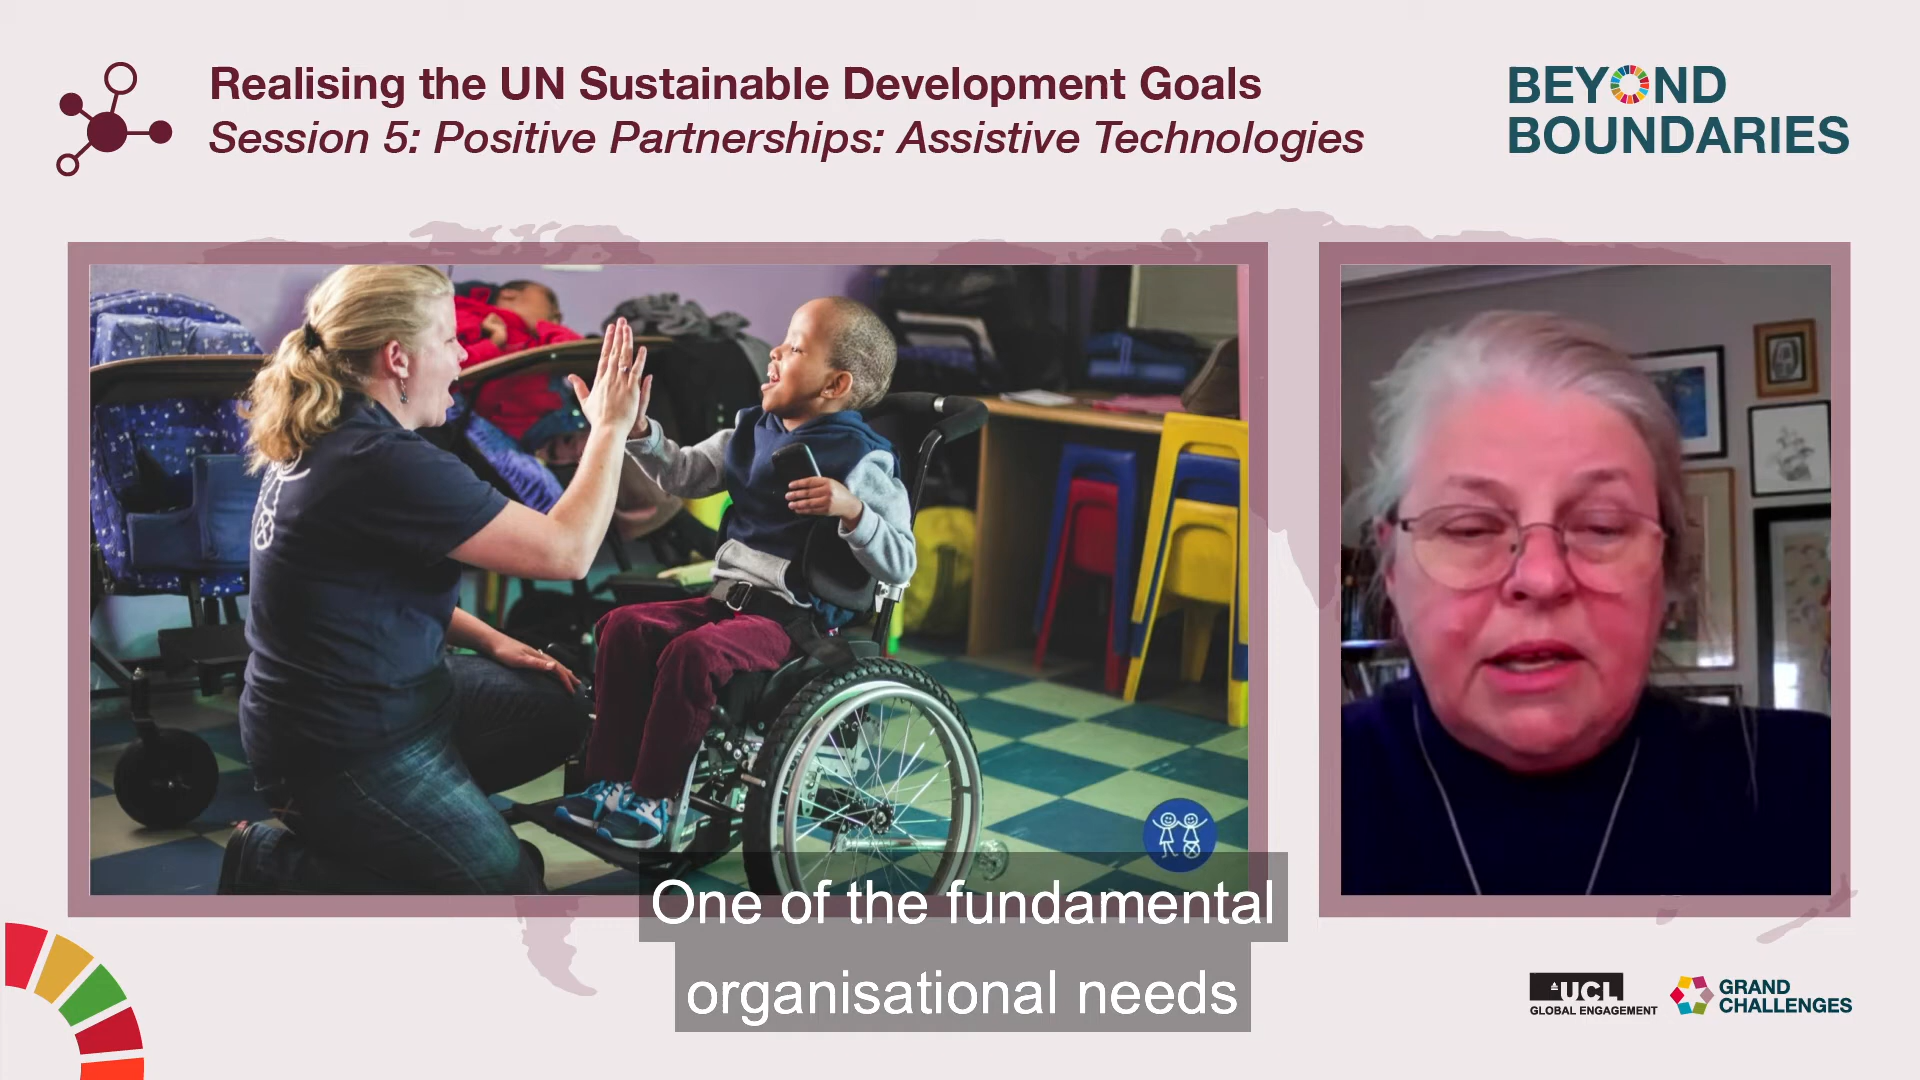 Realising the UN Sustainable Development Goals
Session 5: Positive Partnerships: Assistive Technologies
BEYOND
BOUNDARIES
One of the fundamental
organisational needs
UCL
GLOBAL ENGAGEMENT
GRAND
CHALLENGES